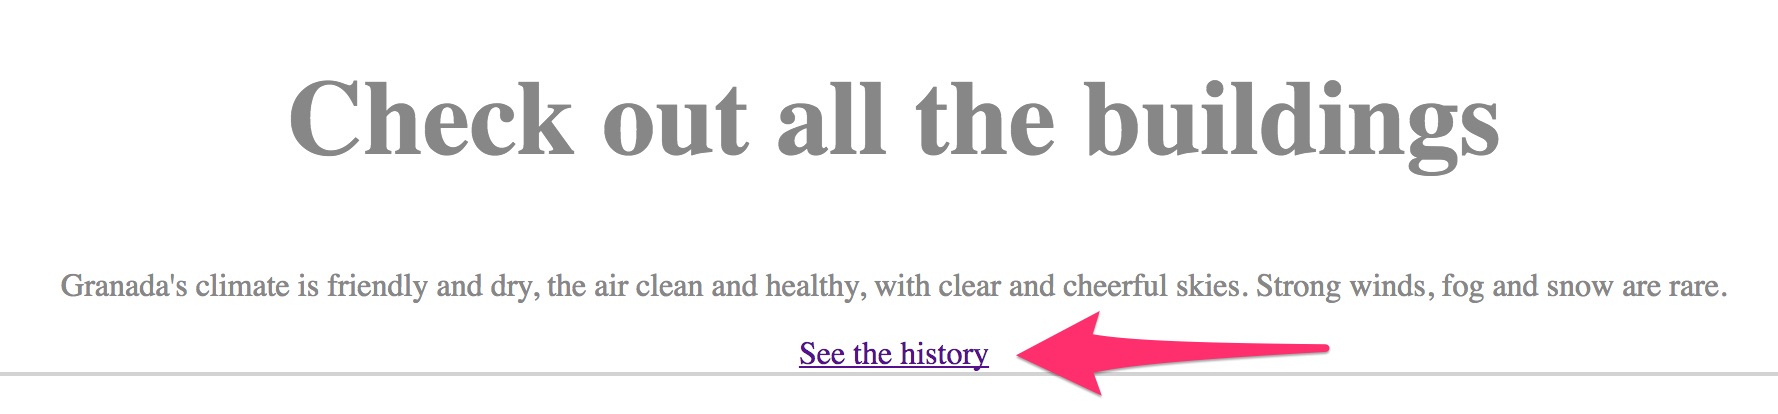 Check out all the buildings
Granada's climate is friendly and dry, the air clean and healthy, with clear and cheerful skies. Strong winds, fog and snow are rare.
See the history